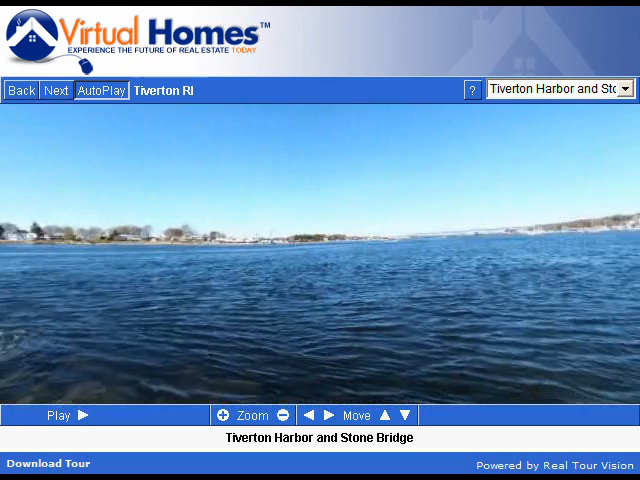 Virtual Homes™
EXPERIENCE THE FUTURE OF REAL ESTATE TODAY
Back Next AutoPlay Tiverton RI ? Tiverton Harbor and Sto
Play Zoom Move
Tiverton Harbor and Stone Bridge
Download Tour Powered by Real Tour Vision